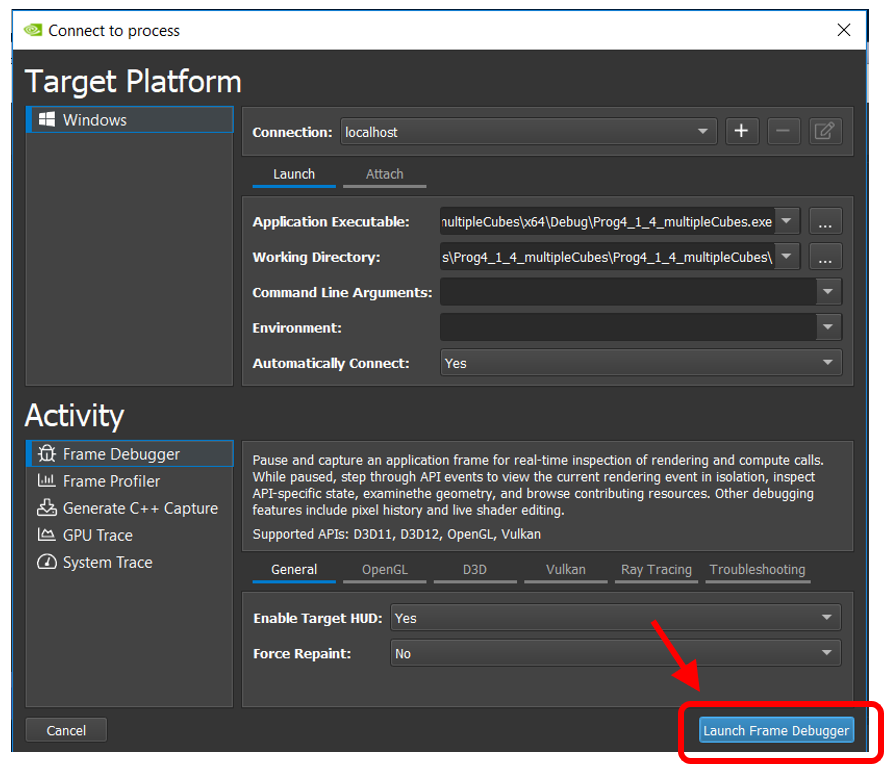 Connect to process
Target Platform
Windows
Connection: localhost
Launch Attach
Application Executable: multipleCubes\x64\Debug\Prog4_1_4_multipleCubes.exe ...
Working Directory: s\Prog4_1_4_multipleCubes\Prog4_1_4_multipleCubes\ ...
Command Line Arguments:
Environment:
Automatically Connect: Yes
Activity
Frame Debugger
Frame Profiler
Generate C++ Capture
GPU Trace
System Trace
Pause and capture an application frame for real-time inspection of rendering and compute calls.
While paused, step through API events to view the current rendering event in isolation, inspect
API-specific state, examinethe geometry, and browse contributing resources. Other debugging
features include pixel history and live shader editing.
Supported APIs: D3D11, D3D12, OpenGL, Vulkan
General OpenGL D3D Vulkan Ray Tracing Troubleshooting
Enable Target HUD: Yes
Force Repaint: No
Cancel Launch Frame Debugger